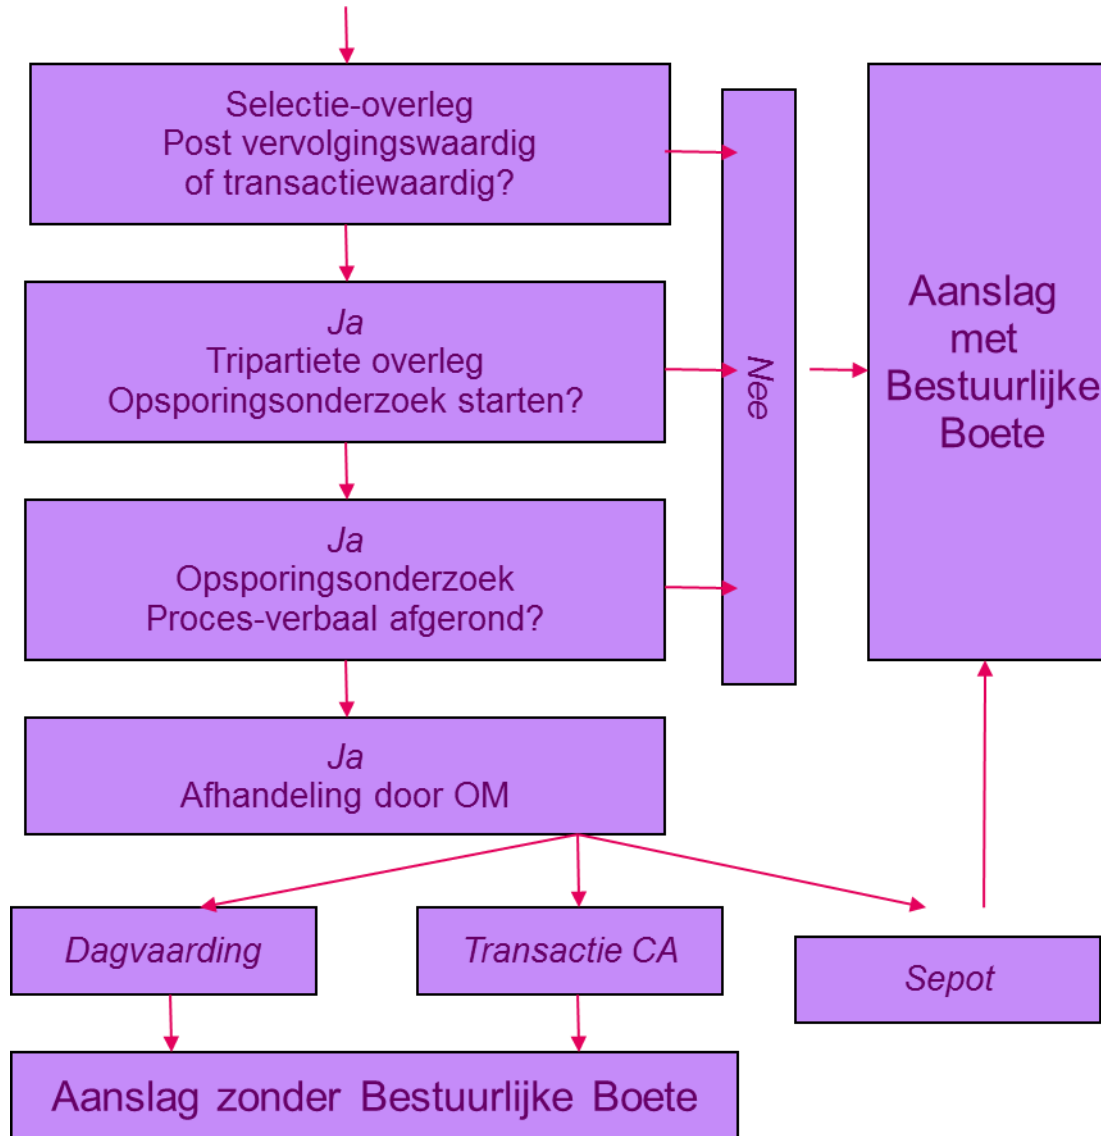 Selectie-overleg
Post vervolgingswaardig
of transactiewaardig?
Ja
Tripartiete overleg
Opsporingsonderzoek starten?
Ja
Opsporingsonderzoek
Proces-verbaal afgerond?
Ja
Afhandeling door OM
Nee
Aanslag
met
Bestuurlijke
Boete
Dagvaarding
Transactie CA
Sepot
Aanslag zonder Bestuurlijke Boete